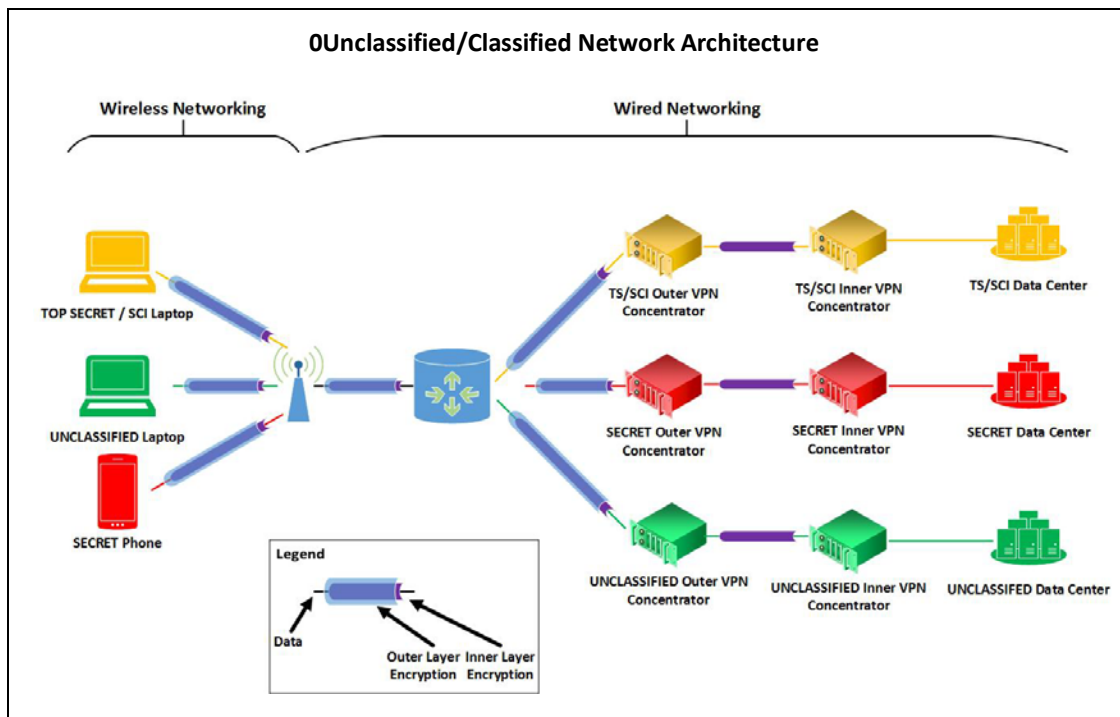 0Unclassified/Classified Network Architecture
Wireless Networking
Wired Networking
TOP SECRET / SCI Laptop
UNCLASSIFIED Laptop
SECRET Phone
TS/SCI Outer VPN
Concentrator
TS/SCI Inner VPN
Concentrator
TS/SCI Data Center
SECRET Outer VPN
Concentrator
SECRET Inner VPN
Concentrator
SECRET Data Center
UNCLASSIFIED Outer VPN
Concentrator
UNCLASSIFIED Inner VPN
Concentrator
UNCLASSIFED Data Center
Legend
Data
Outer Layer
Encryption
Inner Layer
Encryption